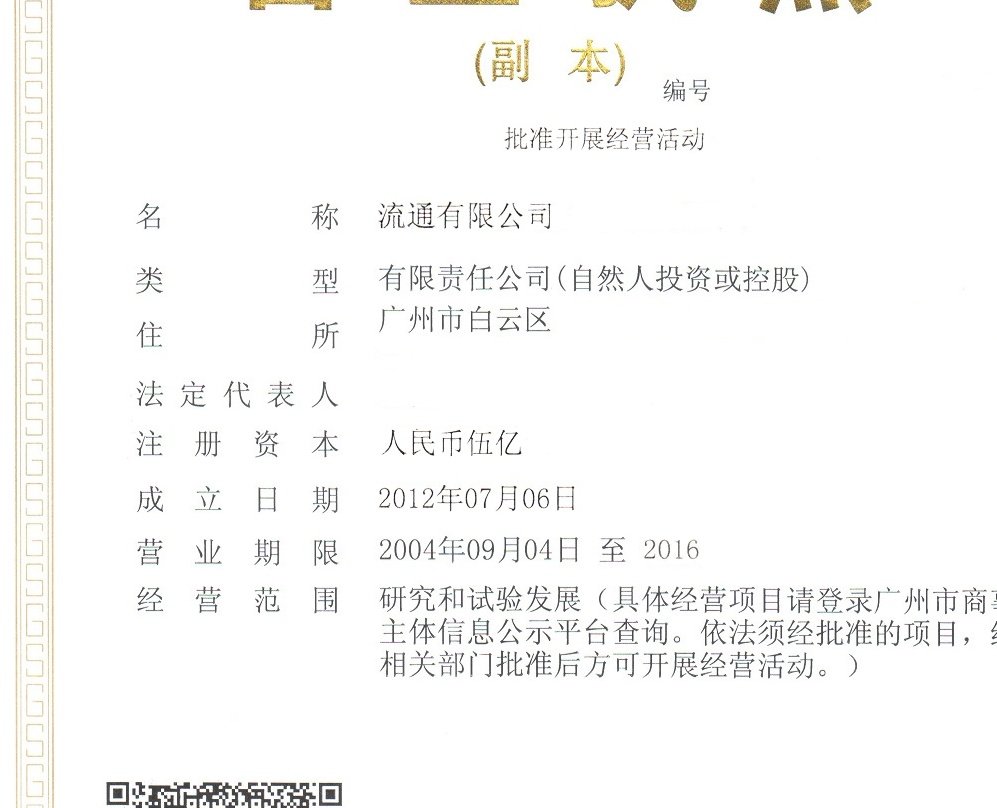 (副 本)
编号
批准开展经营活动
名 称 流通有限公司
类 型 有限责任公司(自然人投资或控股)
住 所 广州市白云区
法定代表人
注册资本 人民币伍亿
成立日期 2012年07月06日
营业期限 2004年09月04日 至 2016
经营范围 研究和试验发展（具体经营项目请登录广州市商
主体信息公示平台查询。依法须经批准的项目，
相关部门批准后方可开展经营活动。）